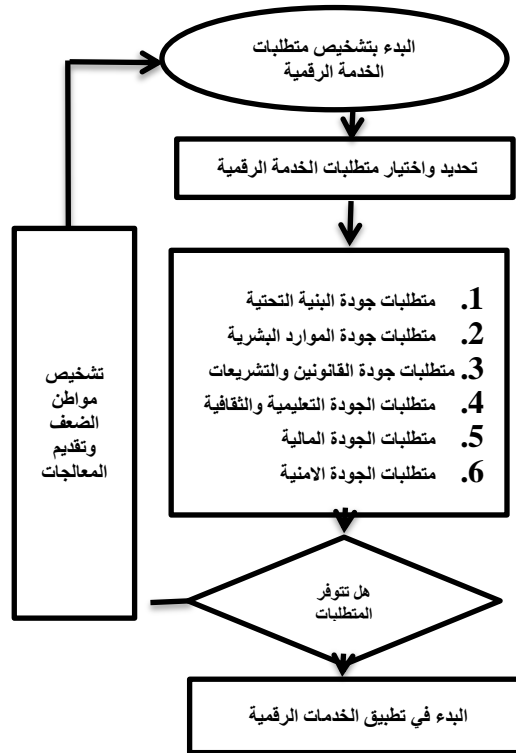 البدء بتشخيص متطلبات
الخدمة الرقمية
تحديد واختيار متطلبات الخدمة الرقمية
1. متطلبات جودة البنية التحتية
2. متطلبات جودة الموارد البشرية
3. متطلبات جودة القانونين والتشريعات
4. متطلبات الجودة التعليمية والثقافية
5. متطلبات الجودة المالية
6. متطلبات الجودة الامنية
تشخيص
مواطن
الضعف
وتقديم
المعالجات
هل تتوفر
المتطلبات
البدء في تطبيق الخدمات الرقمية